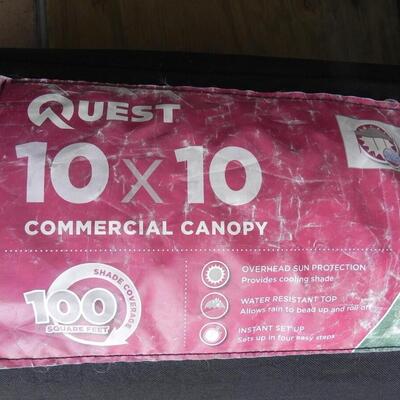 QUEST
10 x 10
COMMERCIAL CANOPY
SHADE COVERAGE
100
SQUARE FEET
OVERHEAD SUN PROTECTION
Provides cooling shade
WATER RESISTANT TOP
Allows rain to bead up and roll off
INSTANT SET UP
Sets up in four easy steps